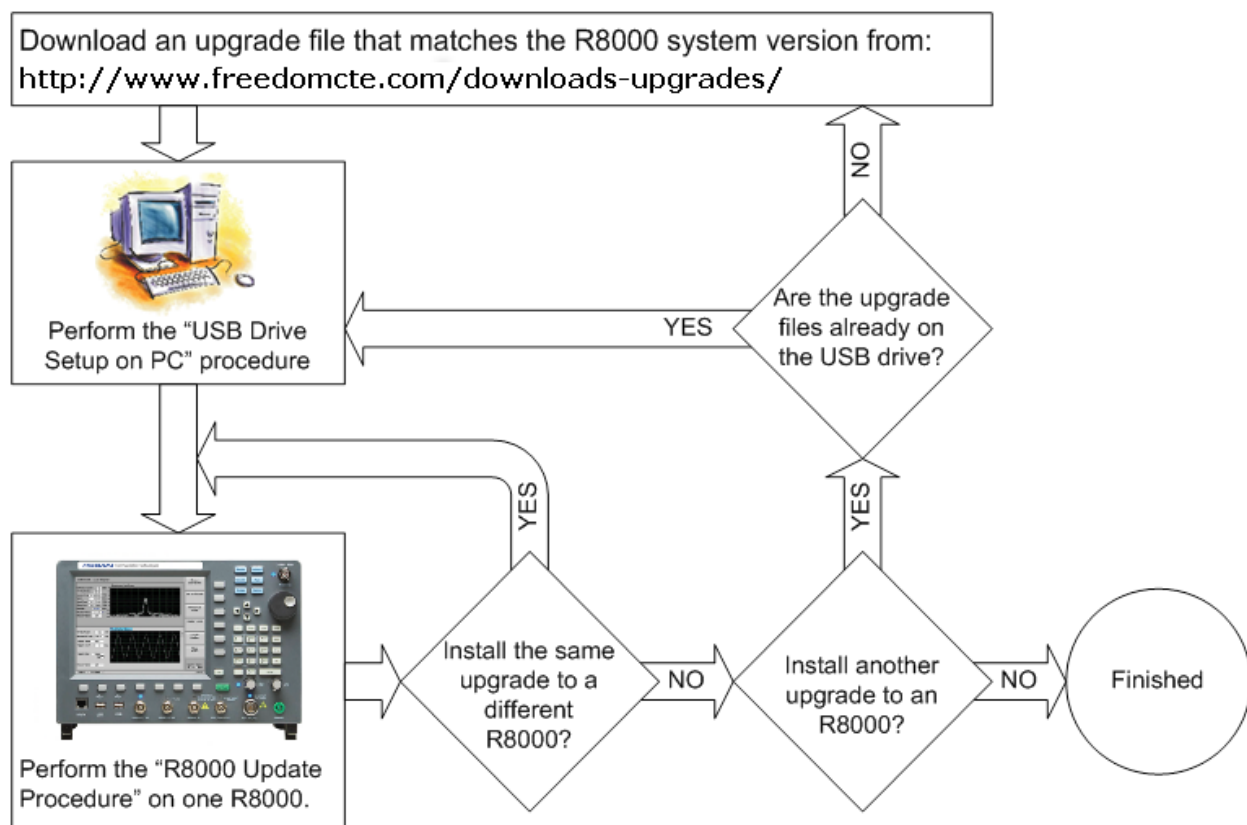 Download an upgrade file that matches the R8000 system version from:
http://www.freedomcte.com/downloads-upgrades/
NO
Perform the “USB Drive
Setup on PC” procedure
YES
Are the upgrade
files already on
the USB drive?
YES
YES
Perform the “R8000 Update
Procedure” on one R8000.
Install the same
upgrade to a
different
R8000?
NO
Install another
upgrade to an
R8000?
NO
Finished